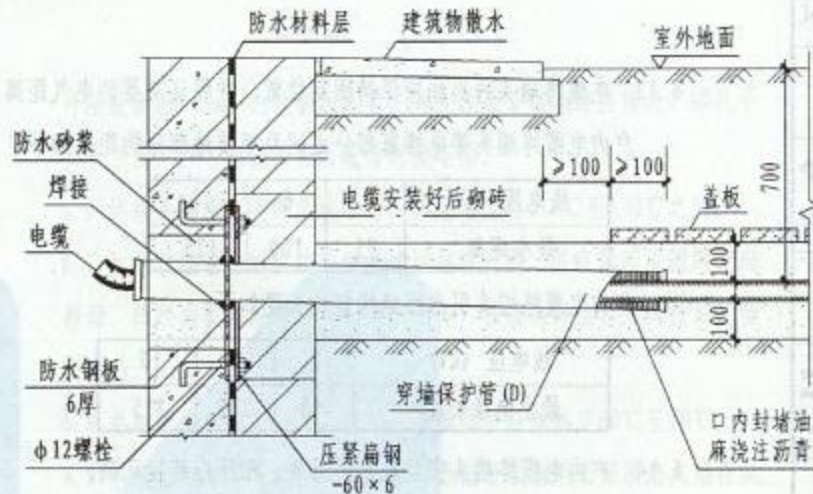 防水材料层
建筑物散水
室外地面
防水砂浆
焊接
电缆
电缆安装好后砌砖
≥100
≥100
700
盖板
100
100
防水钢板
6厚
ф12螺栓
压紧扁钢
-60×6
穿墙保护管(D)
口内封堵油
麻浇注沥青